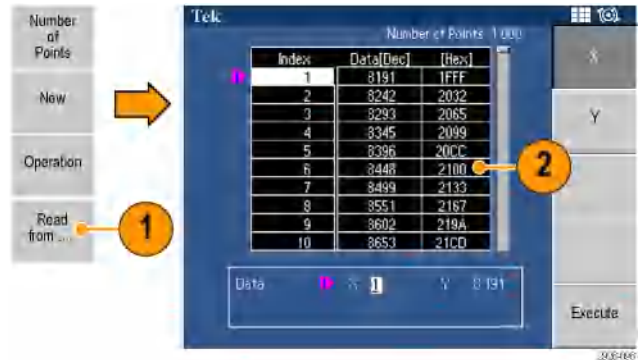 Number
of
Points
New
Operation
Read
from ....
1
Tek
Number of Points 1000
Index Data[Dec] [Hex]
1 8191 1FFF
2 8242 2032
3 8293 2065
4 8345 2099
5 8396 20CC
6 8448 2100
7 8499 2133
8 8551 2167
9 8602 219A
10 8653 21CD
2
Data X 1 Y 8191
X
Y
Execute